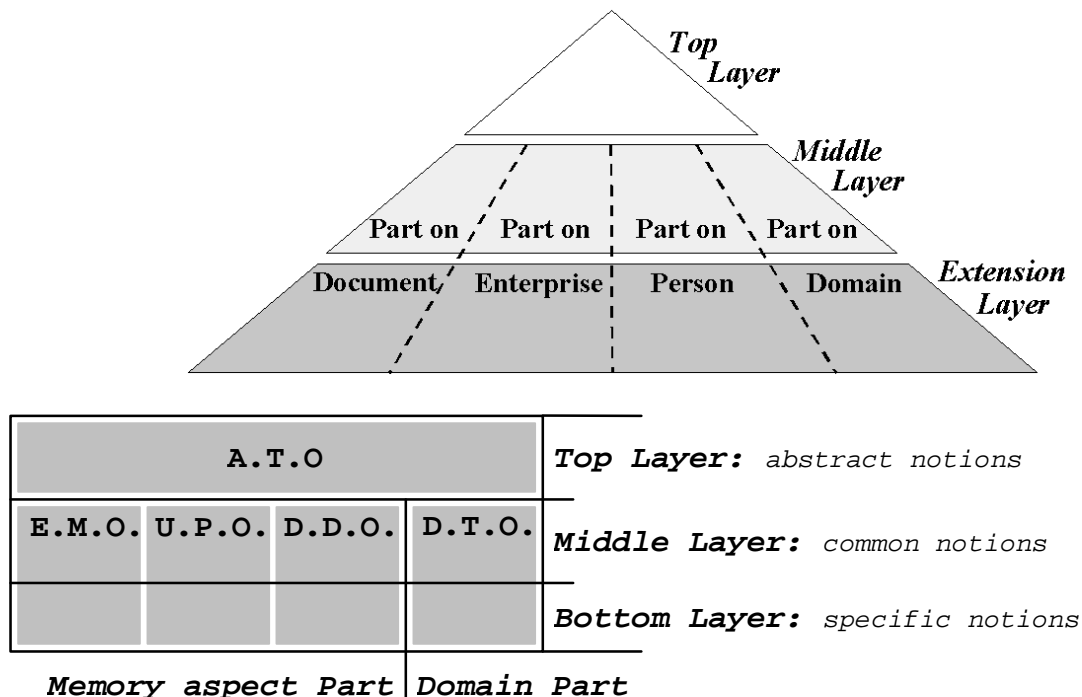 Top
Layer
Middle
Layer
Part on Part on Part on Part on
Extension
Layer
Document Enterprise Person Domain
A.T.O
Top Layer: abstract notions
E.M.O. U.P.O. D.D.O. D.T.O.
Middle Layer: common notions
Bottom Layer: specific notions
Memory aspect Part Domain Part